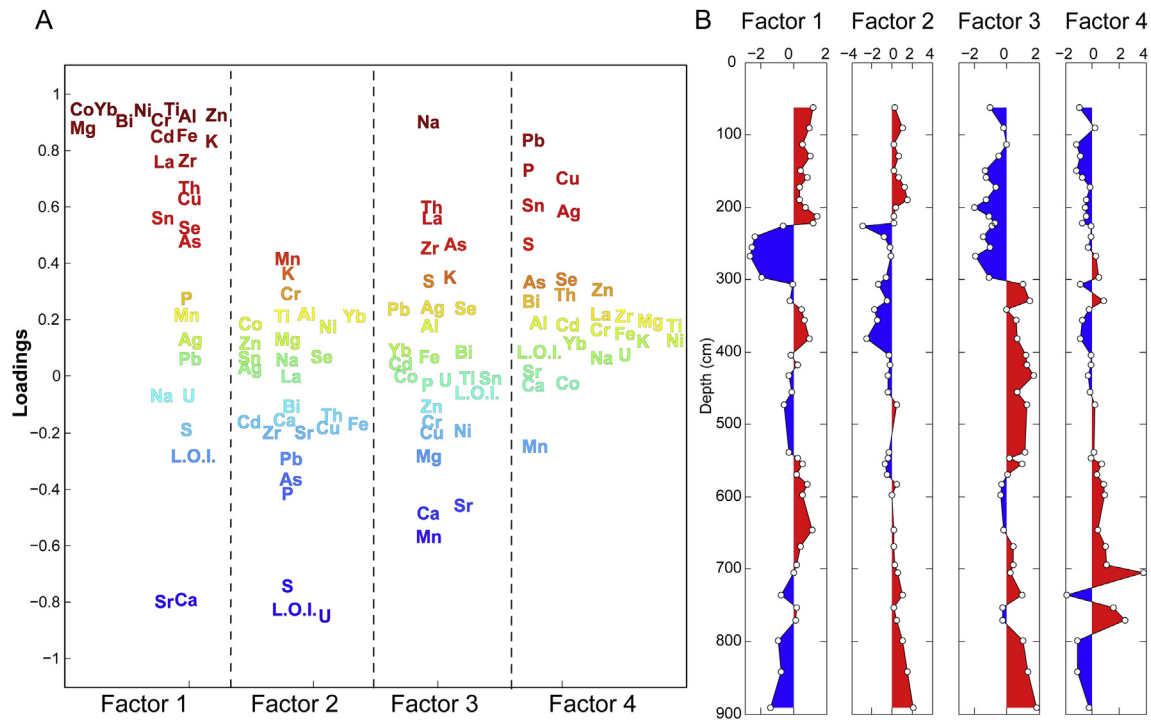 A
B
Factor 1
Factor 2
Factor 3
Factor 4
−2 0 2
−4 −2 0 2 4
−2 0 2
−2 0 2 4
Loadings
1
0.8
0.6
0.4
0.2
0
−0.2
−0.4
−0.6
−0.8
−1
Co Yb Bi Ni Cr Ti Al Zn
Mg Cd Fe K
La Zr
Th
Cu
Sn Se
As
P
Mn
Ag
Pb
Na U
S
L.O.I.
Sr Ca
Factor 1
Mn
K
Cr
Co Ti Al Ni Yb
Zn Mg
Sn Na Se
Ag La
Bi
Cd Ca Th
Zr Sr Cu Fe
Pb
As
P
S
L.O.I. U
Factor 2
Na
Th
La
Zr As
S K
Pb Ag Se
Al
Yb Fe Bi
Cd
Co P U Ti Sn
L.O.I.
Zn
Cr
Cu Ni
Mg
Ca Sr
Mn
Factor 3
Pb
P Cu
Sn Ag
S
As Se
Bi Th Zn
Al Cd La Zr Mg Ti
Cr Fe
Yb K Ni
L.O.I. Na U
Sr
Ca Co
Mn
Factor 4
Depth (cm)
0
100
200
300
400
500
600
700
800
900